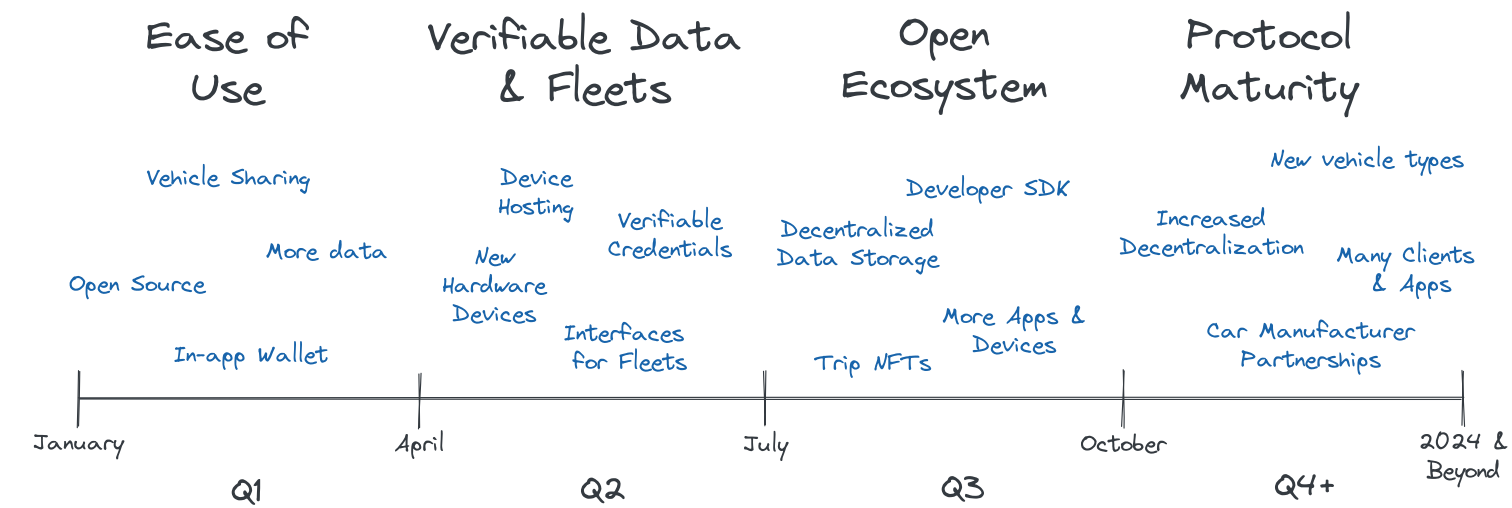 Ease of
Use
Verifiable Data
& Fleets
Open
Ecosystem
Protocol
Maturity
Vehicle Sharing
More data
Open Source
In-app Wallet
Device
Hosting
Verifiable
Credentials
New
Hardware
Devices
Interfaces
for Fleets
Developer SDK
Decentralized
Data Storage
More Apps &
Devices
Trip NFTs
New vehicle types
Increased
Decentralization
Many Clients
& Apps
Car Manufacturer
Partnerships
January
April
July
October
2024 &
Beyond
Q1
Q2
Q3
Q4+